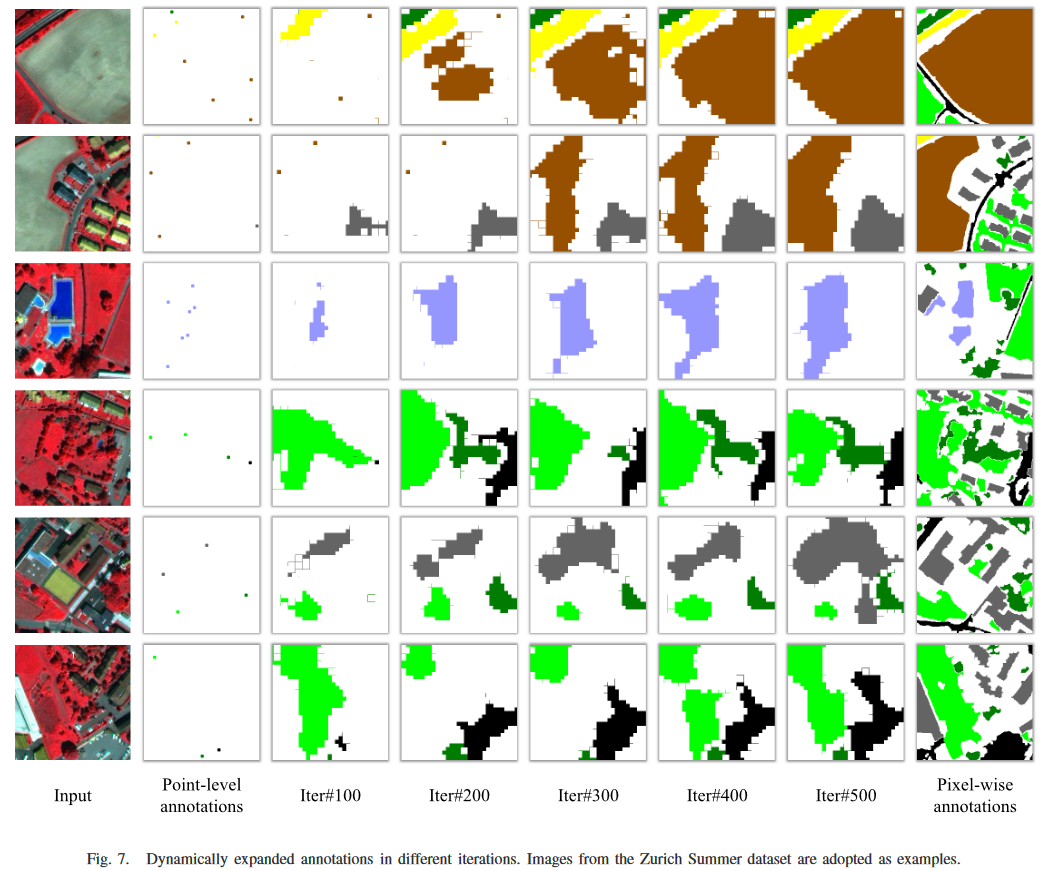 Input
Point-level
annotations
Iter#100
Iter#200
Iter#300
Iter#400
Iter#500
Pixel-wise
annotations
Fig. 7. Dynamically expanded annotations in different iterations. Images from the Zurich Summer dataset are adopted as examples.